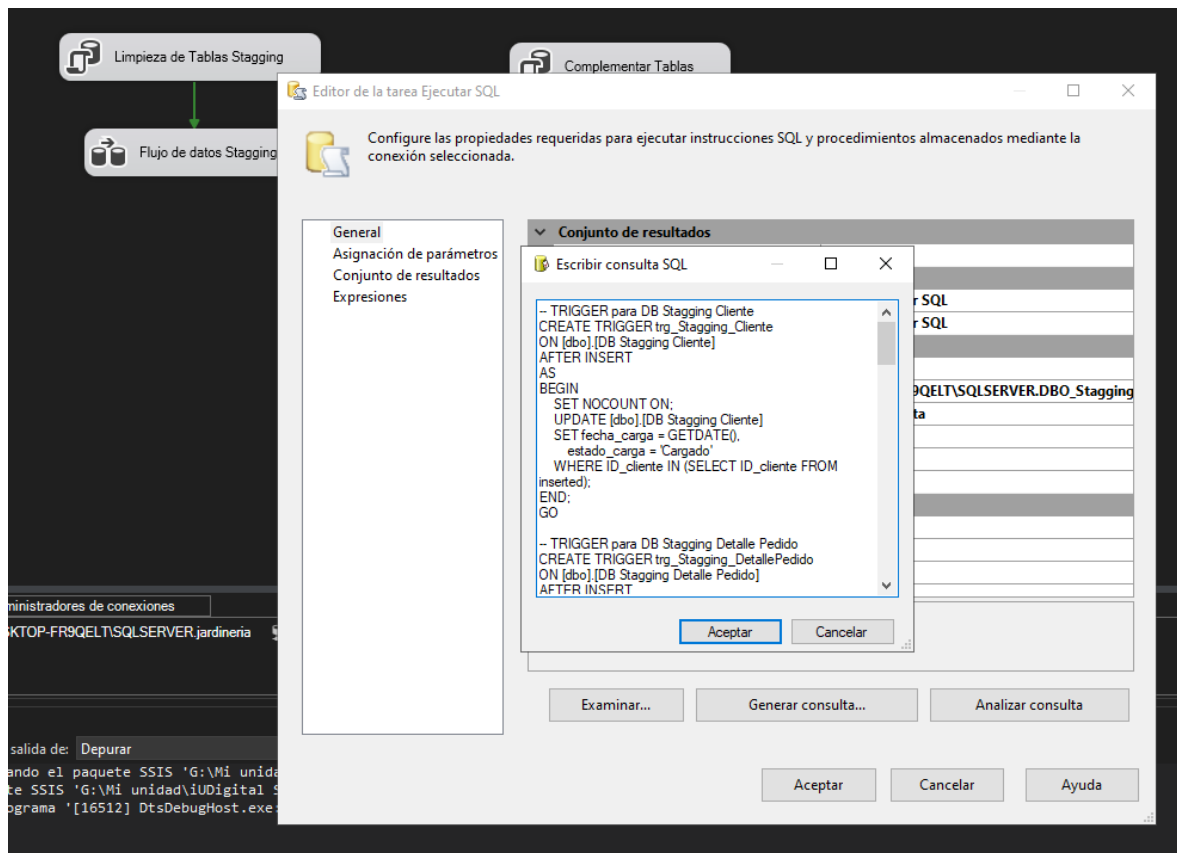 Limpieza de Tablas Stagging
Complementar Tablas
Flujo de datos Stagging
Editor de la tarea Ejecutar SQL
Configure las propiedades requeridas para ejecutar instrucciones SQL y procedimientos almacenados mediante la
conexión seleccionada.
General
Asignación de parámetros
Conjunto de resultados
Expresiones
Conjunto de resultados
SQL
SQL
9QELT\SQLSERVER.DBO_Stagging
ta
Escribir consulta SQL
-- TRIGGER para DB Stagging Cliente
CREATE TRIGGER trg_Stagging_Cliente
ON [dbo].[DB Stagging Cliente]
AFTER INSERT
AS
BEGIN
SET NOCOUNT ON;
UPDATE [dbo].[DB Stagging Cliente]
SET fecha_carga = GETDATE(),
estado_carga = 'Cargado'
WHERE ID_cliente IN (SELECT ID_cliente FROM
inserted);
END;
GO
-- TRIGGER para DB Stagging Detalle Pedido
CREATE TRIGGER trg_Stagging_DetallePedido
ON [dbo].[DB Stagging Detalle Pedido]
AFTER INSERT
Aceptar Cancelar
Examinar... Generar consulta... Analizar consulta
Aceptar Cancelar Ayuda
ministradores de conexiones
SKTOP-FR9QELT\SQLSERVER.jardineria
salida de: Depurar
ando el paquete SSIS 'G:\Mi unida
te SSIS 'G:\Mi unidad\iUDigital S
ograma '[16512] DtsDebugHost.exe: